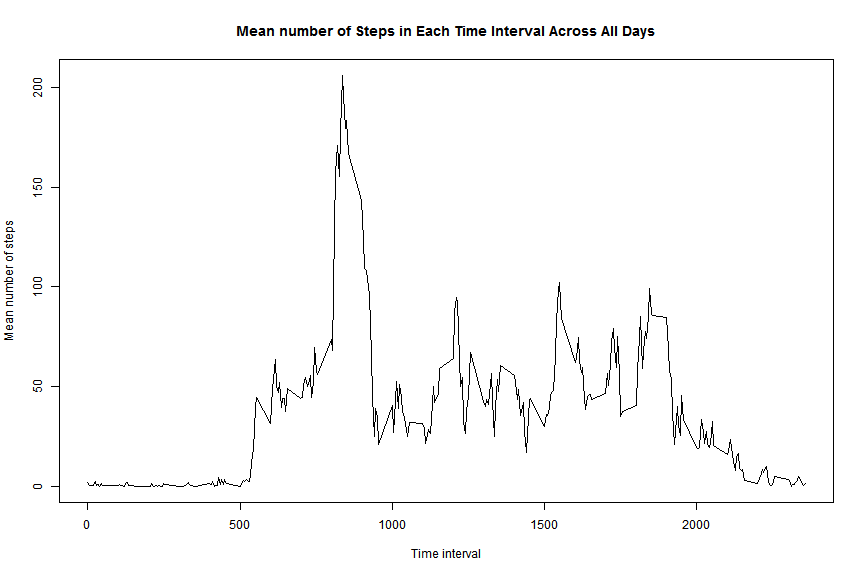 Mean number of Steps in Each Time Interval Across All Days
Mean number of steps
200
150
100
50
0
0 500 1000 1500 2000
Time interval